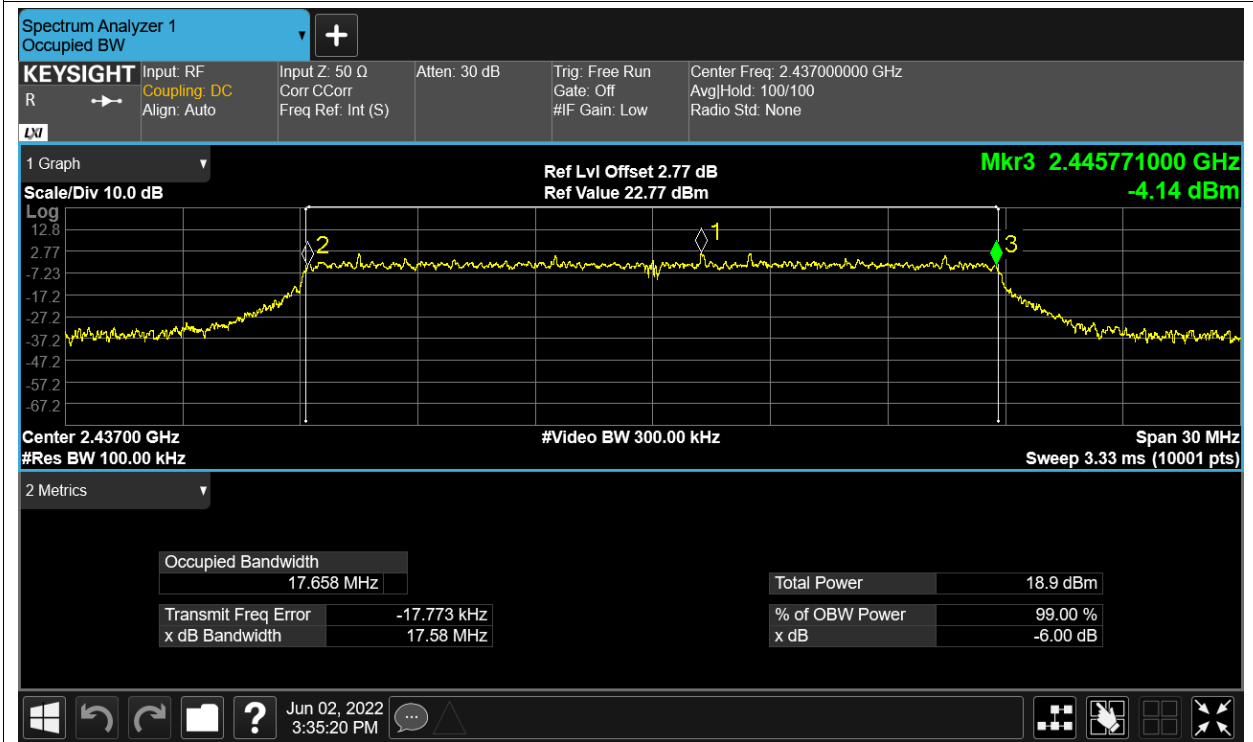 Spectrum Analyzer 1
Occupied BW
KEYSIGHT
R
LXI
Input: RF
Coupling: DC
Align: Auto
Input Z: 50 Ω
Corr CCorr
Freq Ref: Int (S)
Atten: 30 dB
Trig: Free Run
Gate: Off
#IF Gain: Low
Center Freq: 2.437000000 GHz
Avg|Hold: 100/100
Radio Std: None
1 Graph
Scale/Div 10.0 dB
Ref Lvl Offset 2.77 dB
Ref Value 22.77 dBm
Mkr3 2.445771000 GHz
-4.14 dBm
Log
12.8
2.77
-7.23
-17.2
-27.2
-37.2
-47.2
-57.2
-67.2
2
1
3
Center 2.43700 GHz
#Res BW 100.00 kHz
#Video BW 300.00 kHz
Span 30 MHz
Sweep 3.33 ms (10001 pts)
2 Metrics
Occupied Bandwidth
17.658 MHz
Transmit Freq Error -17.773 kHz
x dB Bandwidth 17.58 MHz
Total Power 18.9 dBm
% of OBW Power 99.00 %
x dB -6.00 dB
?
Jun 02, 2022
3:35:20 PM